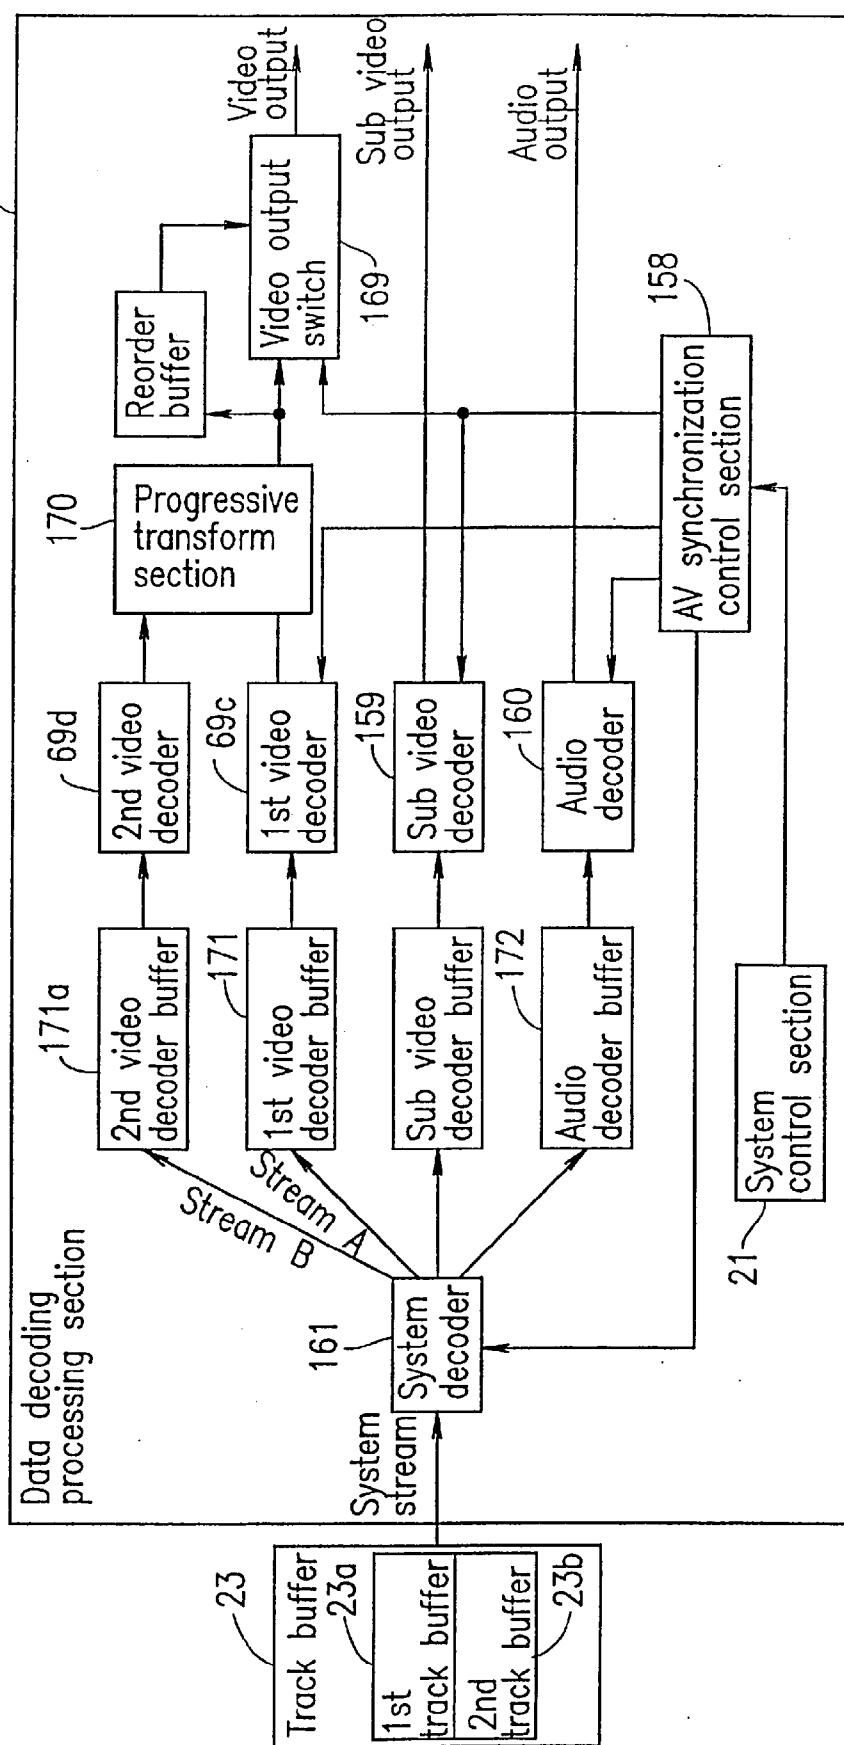 Data decoding
processing section
23
Track buffer
23a
1st
track buffer
2nd
track buffer
23b
System
stream
161
System
decoder
Stream B
Stream A
171a
2nd video
decoder buffer
171
1st video
decoder buffer
Sub video
decoder buffer
172
Audio
decoder buffer
69d
2nd video
decoder
69c
1st video
decoder
159
Sub video
decoder
160
Audio
decoder
170
Progressive
transform
section
Reorder
buffer
Video output
switch
169
Video
output
Sub video
output
Audio
output
158
AV synchronization
control section
21
System
control section